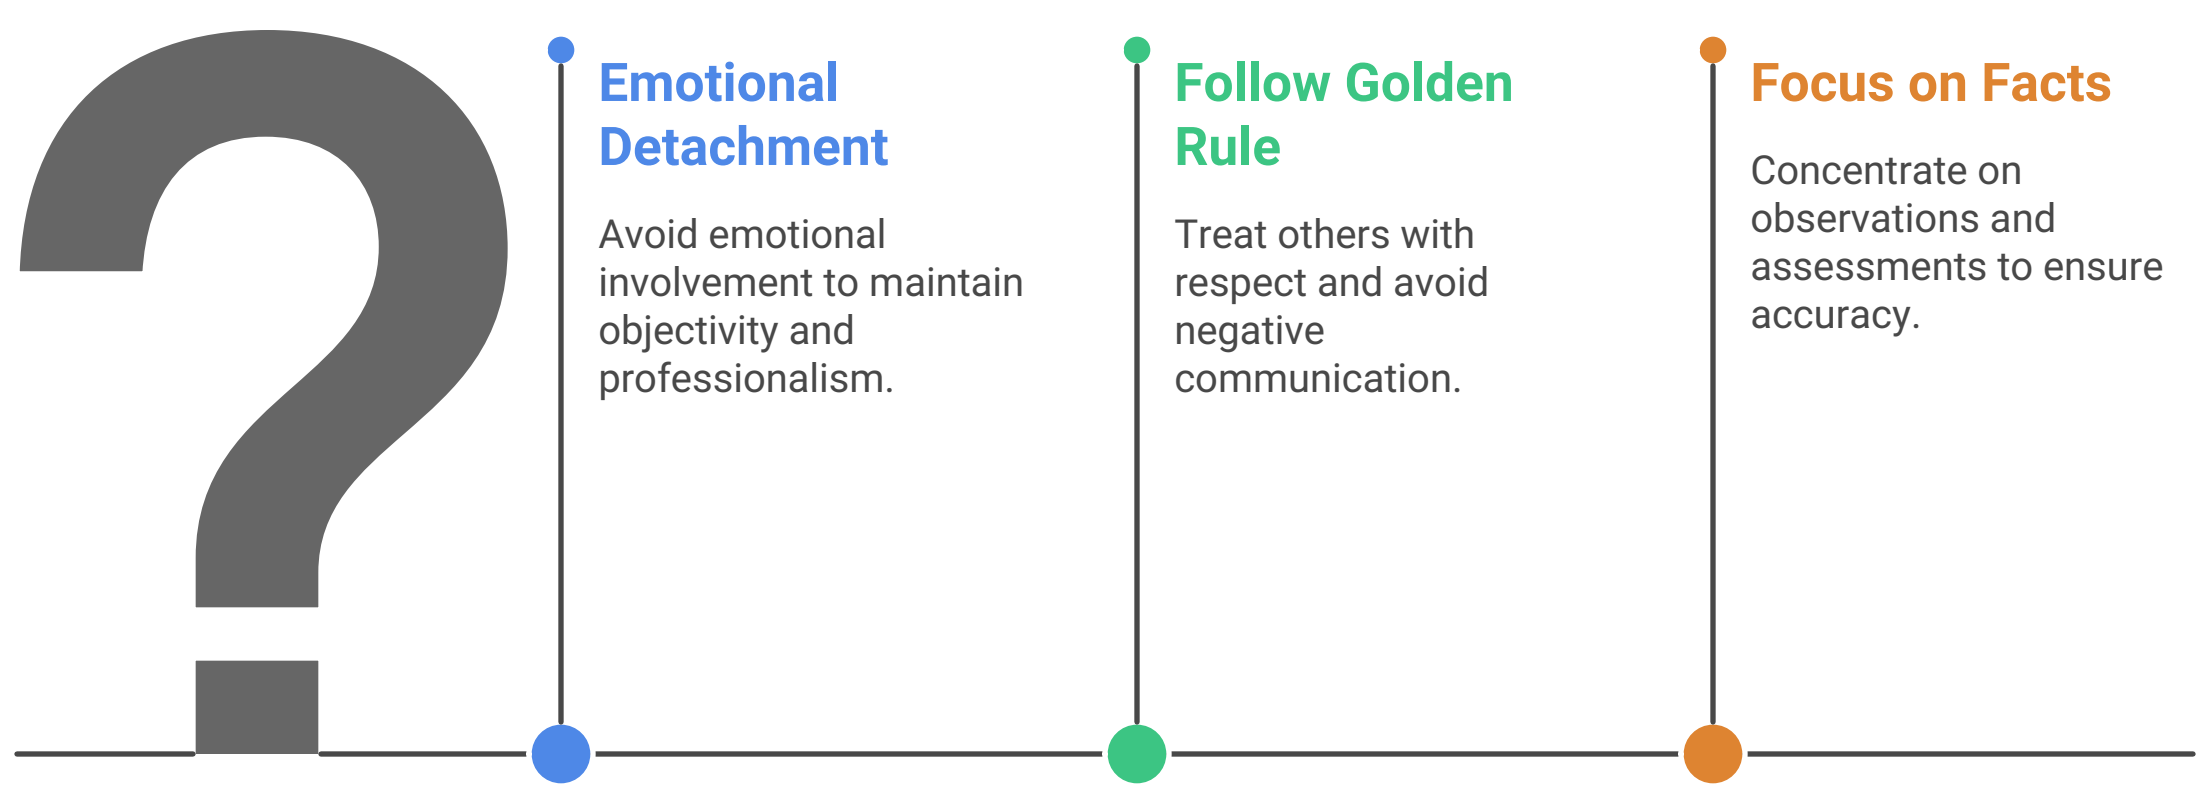 ?
Emotional
Detachment
Avoid emotional
involvement to maintain
objectivity and
professionalism.
Follow Golden
Rule
Treat others with
respect and avoid
negative
communication.
Focus on Facts
Concentrate on
observations and
assessments to ensure
accuracy.